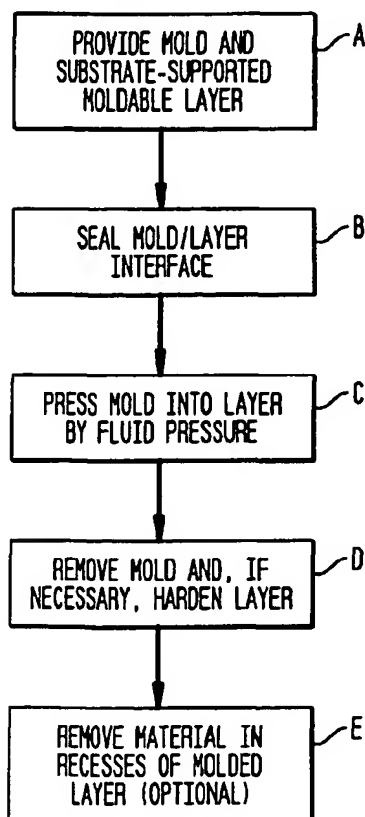 PROVIDE MOLD AND
SUBSTRATE-SUPPORTED
MOLDABLE LAYER
A
SEAL MOLD/LAYER
INTERFACE
B
PRESS MOLD INTO LAYER
BY FLUID PRESSURE
C
REMOVE MOLD AND, IF
NECESSARY, HARDEN LAYER
D
REMOVE MATERIAL IN
RECESSES OF MOLDED
LAYER (OPTIONAL)
E